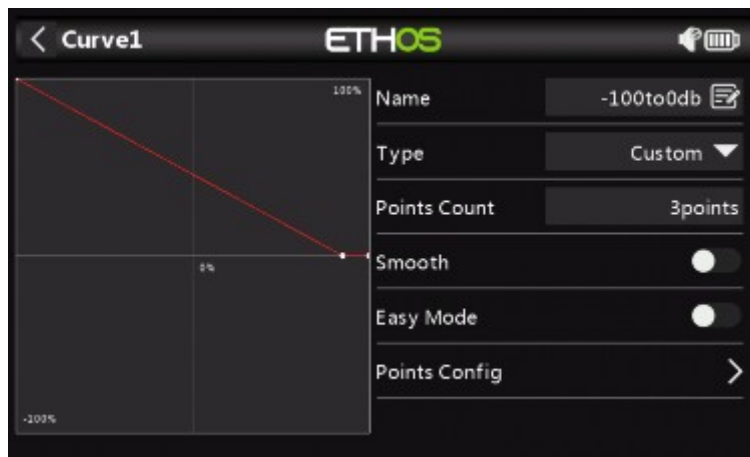 Curve1
ETHOS
100%
0%
-100%
Name -100to0db
Type Custom
Points Count 3points
Smooth
Easy Mode
Points Config